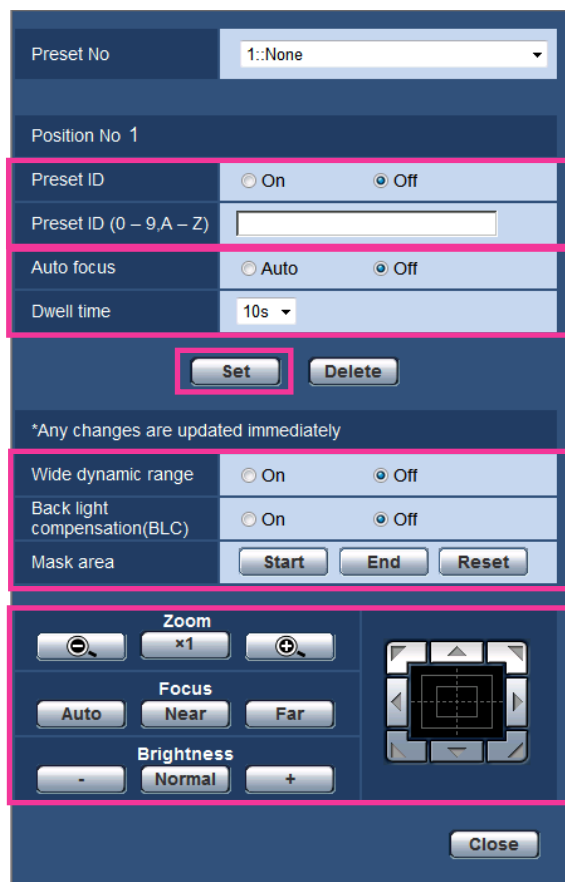 Preset No 1::None
Position No 1
Preset ID On Off
Preset ID (0 – 9,A – Z)
Auto focus Auto Off
Dwell time 10s
Set Delete
*Any changes are updated immediately
Wide dynamic range On Off
Back light
compensation(BLC) On Off
Mask area Start End Reset
Zoom
×1
Focus
Auto Near Far
Brightness
- Normal +
Close